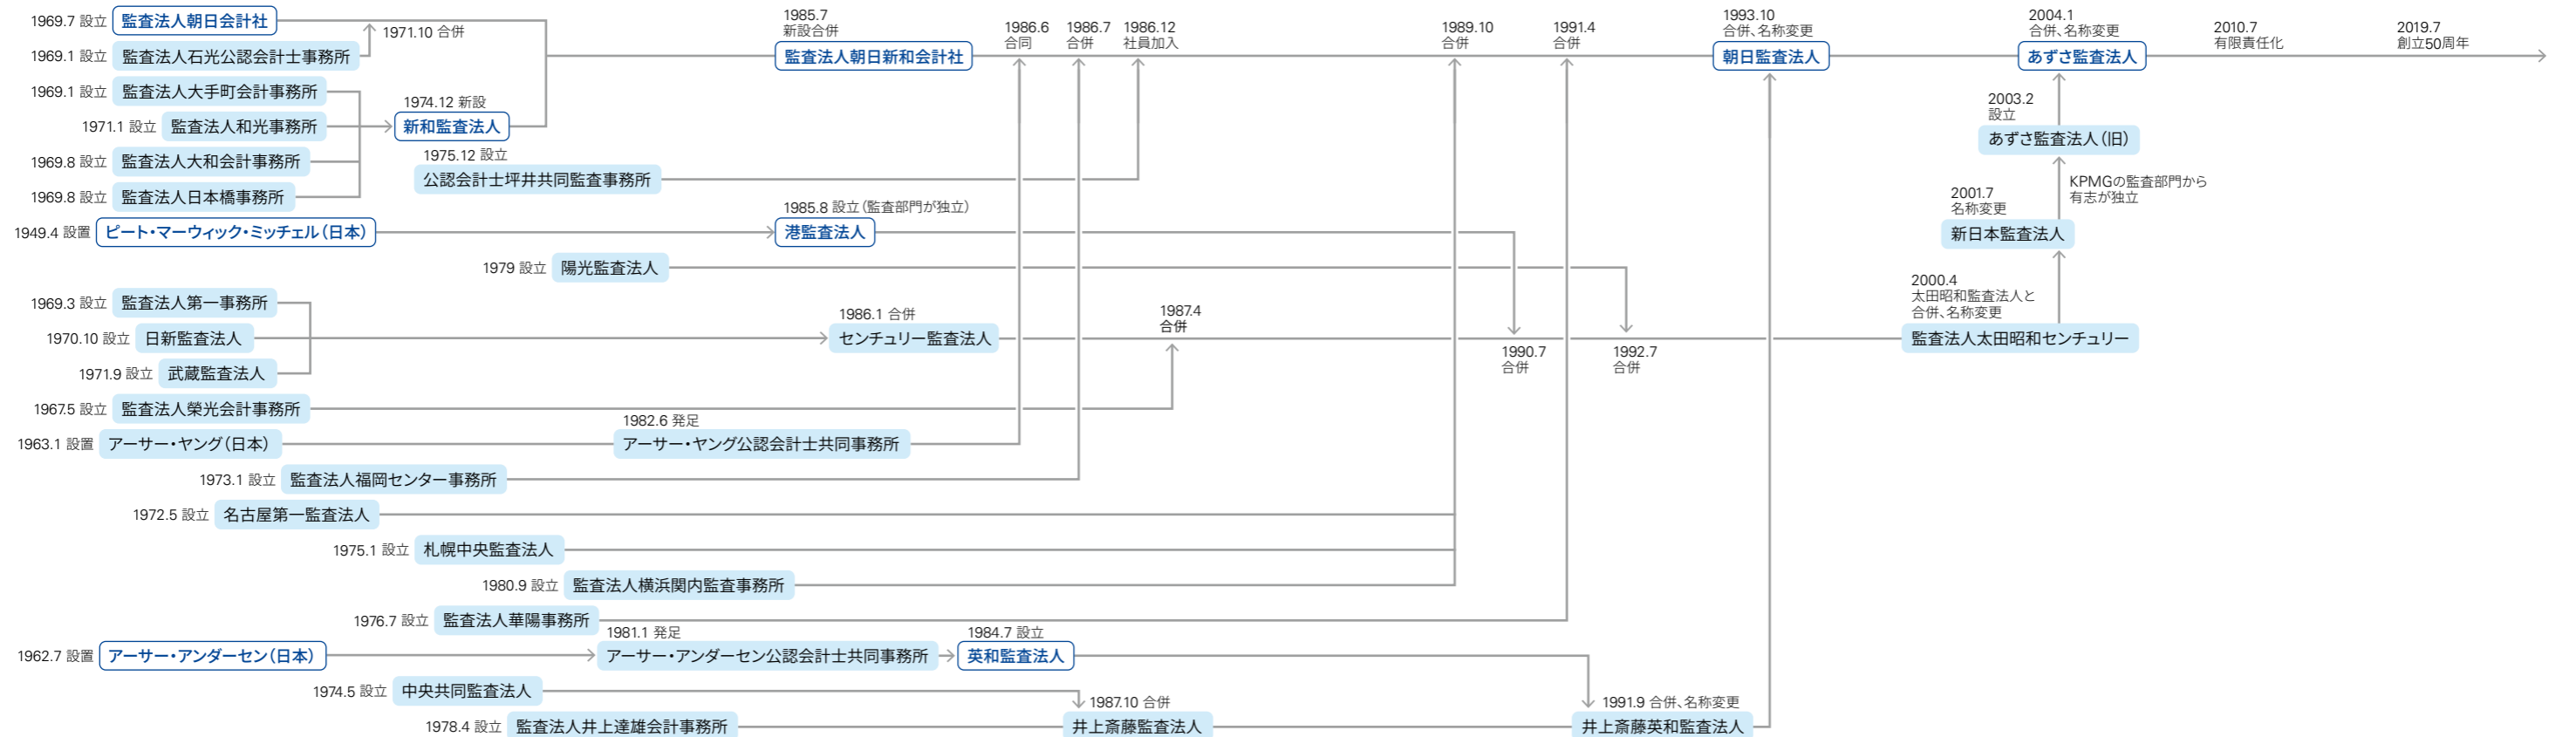 1969.7 設立 監査法人朝日会計社
1971.10 合併
1969.1 設立 監査法人石光公認会計士事務所
1969.1 設立 監査法人大手町会計事務所
1971.1 設立 監査法人和光事務所
1969.8 設立 監査法人大和会計事務所
1969.8 設立 監査法人日本橋事務所
1974.12 新設
新和監査法人
1975.12 設立
公認会計士坪井共同監査事務所
1985.7
新設合併
監査法人朝日新和会計社
1986.6
合同
1986.7
合併
1986.12
社員加入
1989.10
合併
1991.4
合併
1993.10
合併、名称変更
朝日監査法人
2004.1
合併、名称変更
あずさ監査法人
2010.7
有限責任化
2019.7
創立50周年
2003.2
設立
あずさ監査法人(旧)
KPMGの監査部門から
有志が独立
2001.7
名称変更
新日本監査法人
2000.4
太田昭和監査法人と
合併、名称変更
監査法人太田昭和センチュリー
1949.4 設置 ピート・マーウィック・ミッチェル(日本)
1985.8 設立(監査部門が独立)
港監査法人
1979 設立 陽光監査法人
1969.3 設立 監査法人第一事務所
1970.10 設立 日新監査法人
1971.9 設立 武蔵監査法人
1986.1 合併
センチュリー監査法人
1987.4
合併
1990.7
合併
1992.7
合併
1967.5 設立 監査法人榮光会計事務所
1963.1 設置 アーサー・ヤング(日本)
1982.6 発足
アーサー・ヤング公認会計士共同事務所
1973.1 設立 監査法人福岡センター事務所
1972.5 設立 名古屋第一監査法人
1975.1 設立 札幌中央監査法人
1980.9 設立 監査法人横浜関内監査事務所
1976.7 設立 監査法人華陽事務所
1962.7 設置 アーサー・アンダーセン(日本)
1981.1 発足
アーサー・アンダーセン公認会計士共同事務所
1984.7 設立
英和監査法人
1974.5 設立 中央共同監査法人
1978.4 設立 監査法人井上達雄会計事務所
1987.10 合併
井上斎藤監査法人
1991.9 合併、名称変更
井上斎藤英和監査法人